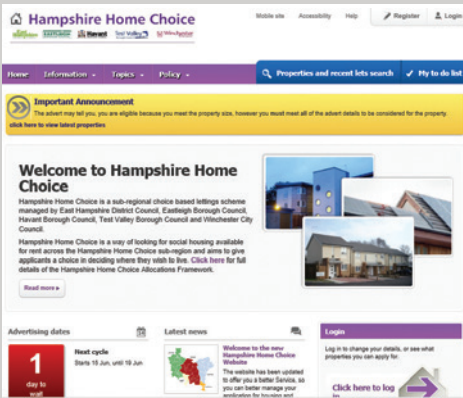 Mobile site Accessibility Help Register Login
Hampshire Home Choice
East Hampshire EASTLEIGH Havant Test Valley Winchester
Home Information Topics Policy Properties and recent lets search My to do list
Important Announcement
The advert may tell you, you are eligible because you meet the property size, however you must meet all of the advert details to be considered for the property.
click here to view latest properties
Welcome to Hampshire Home
Choice
Hampshire Home Choice is a sub-regional choice based lettings scheme
managed by East Hampshire District Council, Eastleigh Borough Council,
Havant Borough Council, Test Valley Borough Council and Winchester City
Council.
Hampshire Home Choice is a way of looking for social housing available
for rent across the Hampshire Home Choice sub-region and aims to give
applicants a choice in deciding where they wish to live. Click here for full
details of the Hampshire Home Choice Allocations Framework.
Read more
Advertising dates
1
day to
wait
Next cycle
Starts 15 Jun, until 19 Jun
Latest news
Welcome to the new
Hampshire Home Choice
Website
The website has been updated
to offer you a better Service, so
you can better manage your
application for housing and
Login
Log in to change your details, or see what
properties you can apply for.
Click here to log
in